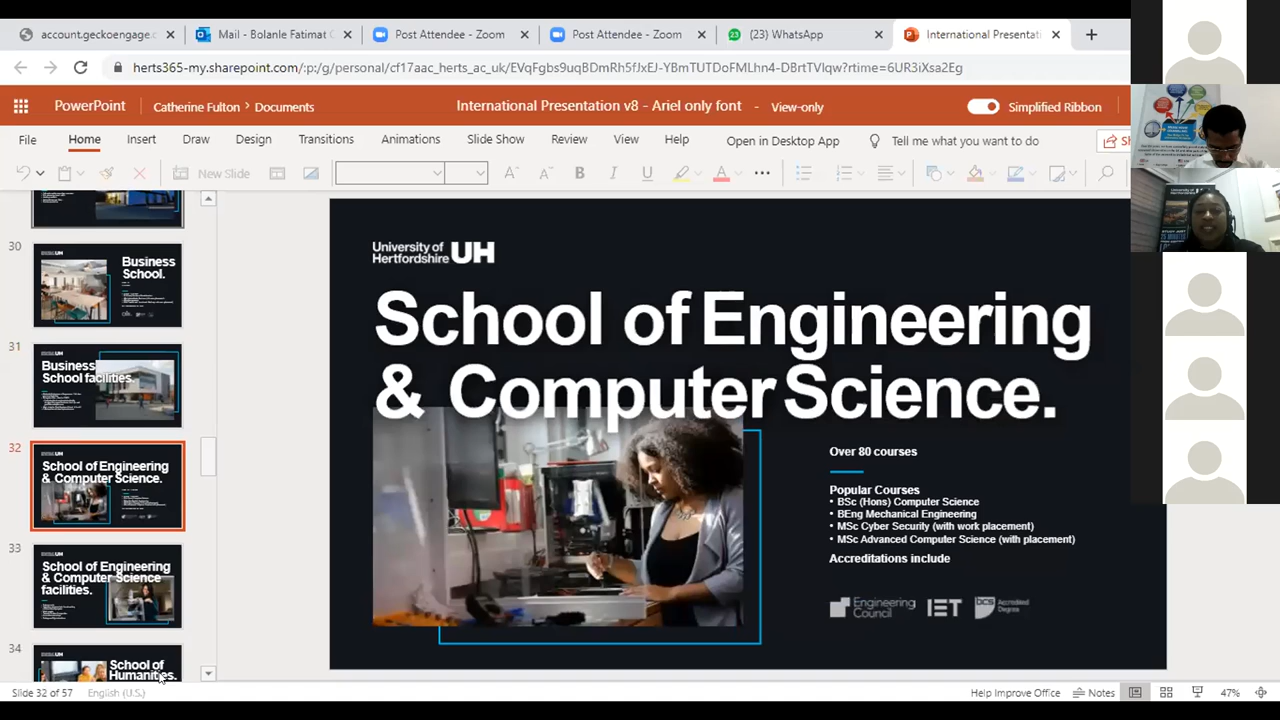 account.geckoengage.c
Mail - Bolanle Fatimat O
Post Attendee - Zoom
Post Attendee - Zoom
(23) WhatsApp
International Presentati
herts365-my.sharepoint.com/:p:/g/personal/cf17aac_herts_ac_uk/EVqFgbs9uqBDmRh5fJxEJ-YBmTUTDoFMLhn4-DBrtTVlqw?rtime=6UR3iXsa2Eg
PowerPoint
Catherine Fulton > Documents
International Presentation v8 - Ariel only font - View-only
Simplified Ribbon
File
Home
Insert
Draw
Design
Transitions
Animations
Show
Review
View
Help
Open in Desktop App
Tell me what you want to do
Sh
New Slide
30
Business
School.
31
Business
School facilities.
32
School of Engineering
& Computer Science.
33
School of Engineering
& Computer Science
facilities.
34
School of
Humanities.
University of
Hertfordshire UH
School of Engineering
& Computer Science.
Over 80 courses
Popular Courses
• BSc (Hons) Computer Science
• BEng Mechanical Engineering
• MSc Cyber Security (with work placement)
• MSc Advanced Computer Science (with placement)
Accreditations include
Engineering
Council
IET
bcs Accredited
Degree
Slide 32 of 57
English (U.S.)
Help Improve Office
Notes
47%